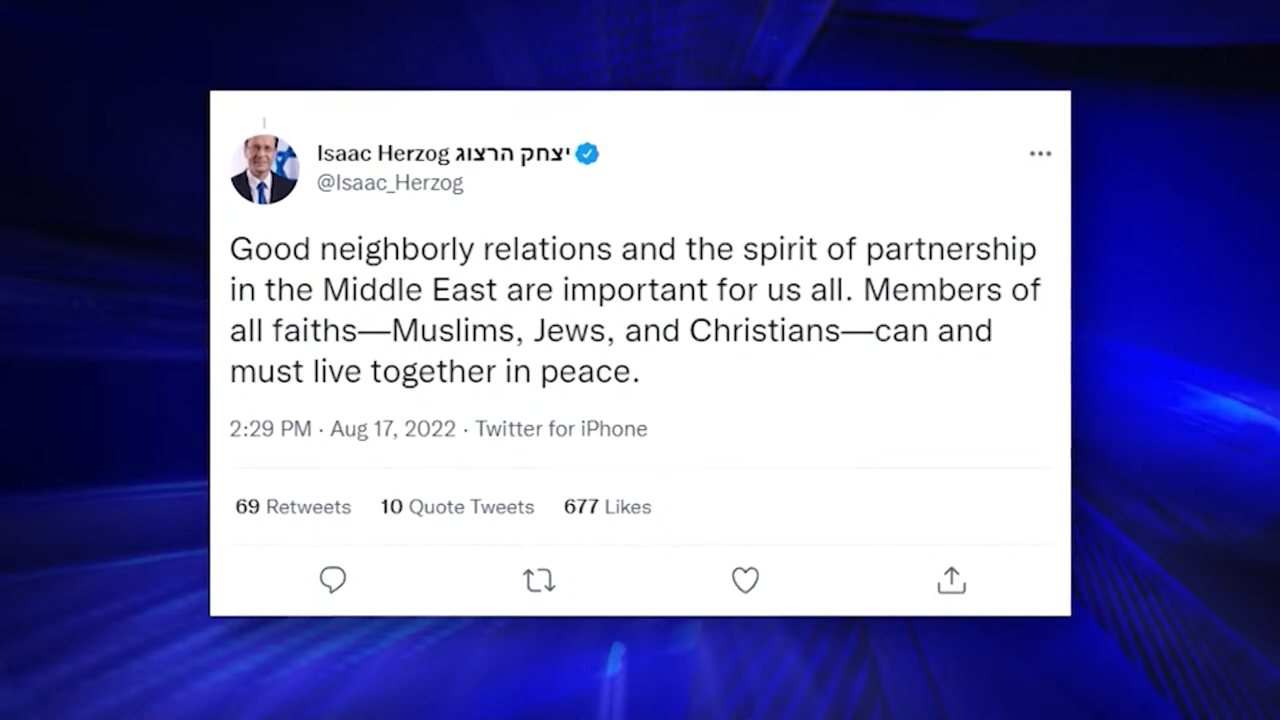 Isaac Herzog יצחק הרצוג
@Isaac_Herzog
Good neighborly relations and the spirit of partnership
in the Middle East are important for us all. Members of
all faiths—Muslims, Jews, and Christians—can and
must live together in peace.
2:29 PM · Aug 17, 2022 · Twitter for iPhone
69 Retweets 10 Quote Tweets 677 Likes